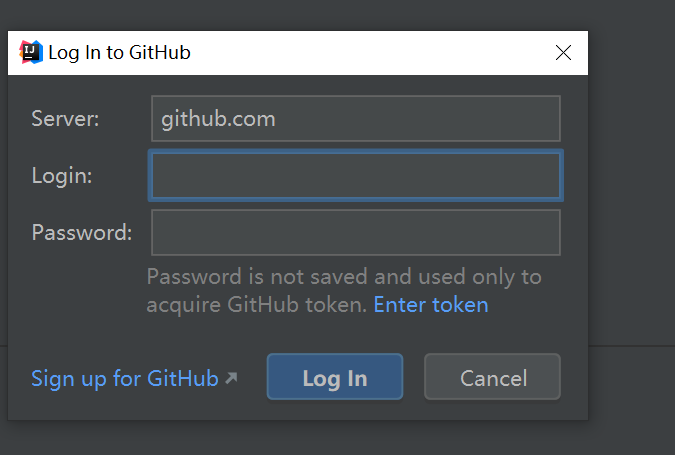 IJ
Log In to GitHub
Server:
github.com
Login:
Password:
Password is not saved and used only to
acquire GitHub token. Enter token
Sign up for GitHub
Log In
Cancel